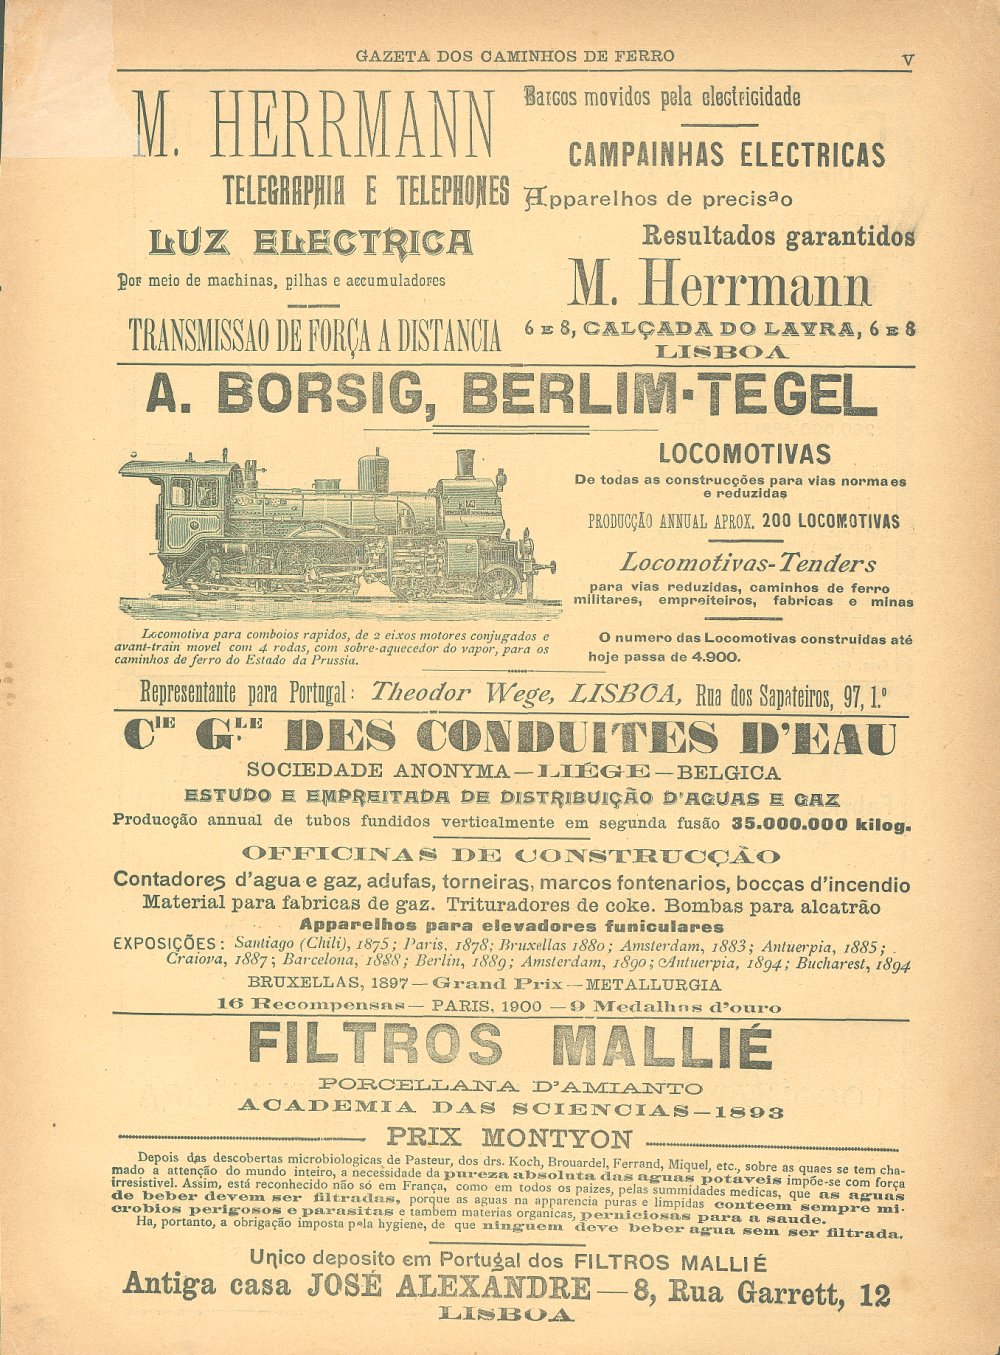 GAZETA DOS CAMINHOS DE FERRO
V
M. HERRMANN
TELEGRAPHIA E TELEPHONES
LUZ ELECTRICA
Por meio de machinas, pilhas e accumuladores
TRANSMISSAO DE FORÇA A DISTANCIA
Barcos movidos pela electricidade
CAMPAINHAS ELECTRICAS
Apparelhos de precisão
Resultados garantidos
M. Herrmann
6 E 8, CALÇADA DO LAVRA, 6 E 8
LISBOA
A. BORSIG, BERLIM-TEGEL
Locomotiva para comboios rapidos, de 2 eixos motores conjugados e
avant-train movel com 4 rodas, com sobre-aquecedor do vapor, para os
caminhos de ferro do Estado da Prussia.
LOCOMOTIVAS
De todas as construcções para vias normaes
e reduzidas
PRODUCÇÃO ANNUAL APROX. 200 LOCOMOTIVAS
Locomotivas-Tenders
para vias reduzidas, caminhos de ferro
militares, empreiteiros, fabricas e minas
O numero das Locomotivas construidas até
hoje passa de 4.900.
Representante para Portugal: Theodor Wege, LISBOA, Rua dos Sapateiros, 97, 1.º
CIE GLE. DES CONDUITES D'EAU
SOCIEDADE ANONYMA — LIÉGE — BELGICA
ESTUDO E EMPREITADA DE DISTRIBUIÇÃO D'AGUAS E GAZ
Producção annual de tubos fundidos verticalmente em segunda fusão 35.000.000 kilog.
OFFICINAS DE CONSTRUCÇÃO
Contadores d'agua e gaz, adufas, torneiras, marcos fontenarios, boccas d'incendio
Material para fabricas de gaz. Trituradores de coke. Bombas para alcatrão
Apparelhos para elevadores funiculares
EXPOSIÇÕES: Santiago (Chili), 1875; Paris, 1878; Bruxellas 1880; Amsterdam, 1883; Antuerpia, 1885;
Craiova, 1887; Barcelona, 1888; Berlin, 1889; Amsterdam, 1890; Antuerpia, 1894; Bucharest, 1894
BRUXELLAS, 1897 — Grand Prix — METALLURGIA
16 Recompensas — PARIS, 1900 — 9 Medalhas d'ouro
FILTROS MALLIÉ
PORCELLANA D'AMIANTO
ACADEMIA DAS SCIENCIAS — 1893
PRIX MONTYON
Depois das descobertas microbiologicas de Pasteur, dos drs. Koch, Brouardel, Ferrand, Miquel, etc., sobre as quaes se tem cha-
mado a attenção do mundo inteiro, a necessidade da pureza absoluta das aguas potaveis impõe-se com força
irresistivel. Assim, está reconhecido não só em França, como em todos os paizes, pelas summidades medicas, que as aguas
de beber devem ser filtradas, porque as aguas na apparencia puras e limpidas conteem sempre mi-
crobios perigosos e parasitas e tambem materias organicas, perniciosas para a saude.
Ha, portanto, a obrigação imposta pela hygiene, de que ninguem deve beber agua sem ser filtrada.
Unico deposito em Portugal dos FILTROS MALLIÉ
Antiga casa JOSÉ ALEXANDRE — 8, Rua Garrett, 12
LISBOA